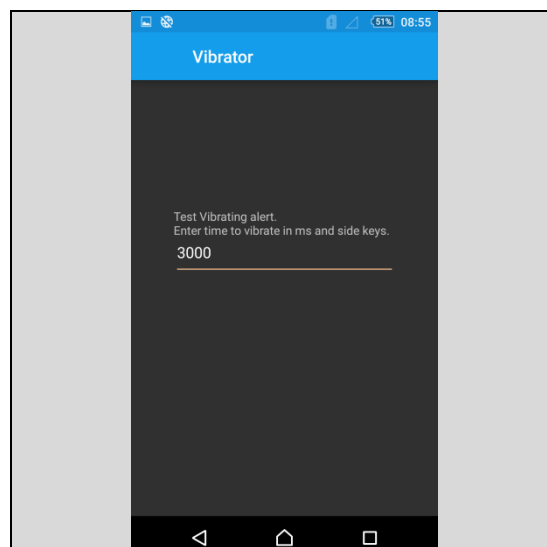 51% 08:55
Vibrator
Test Vibrating alert.
Enter time to vibrate in ms and side keys.
3000